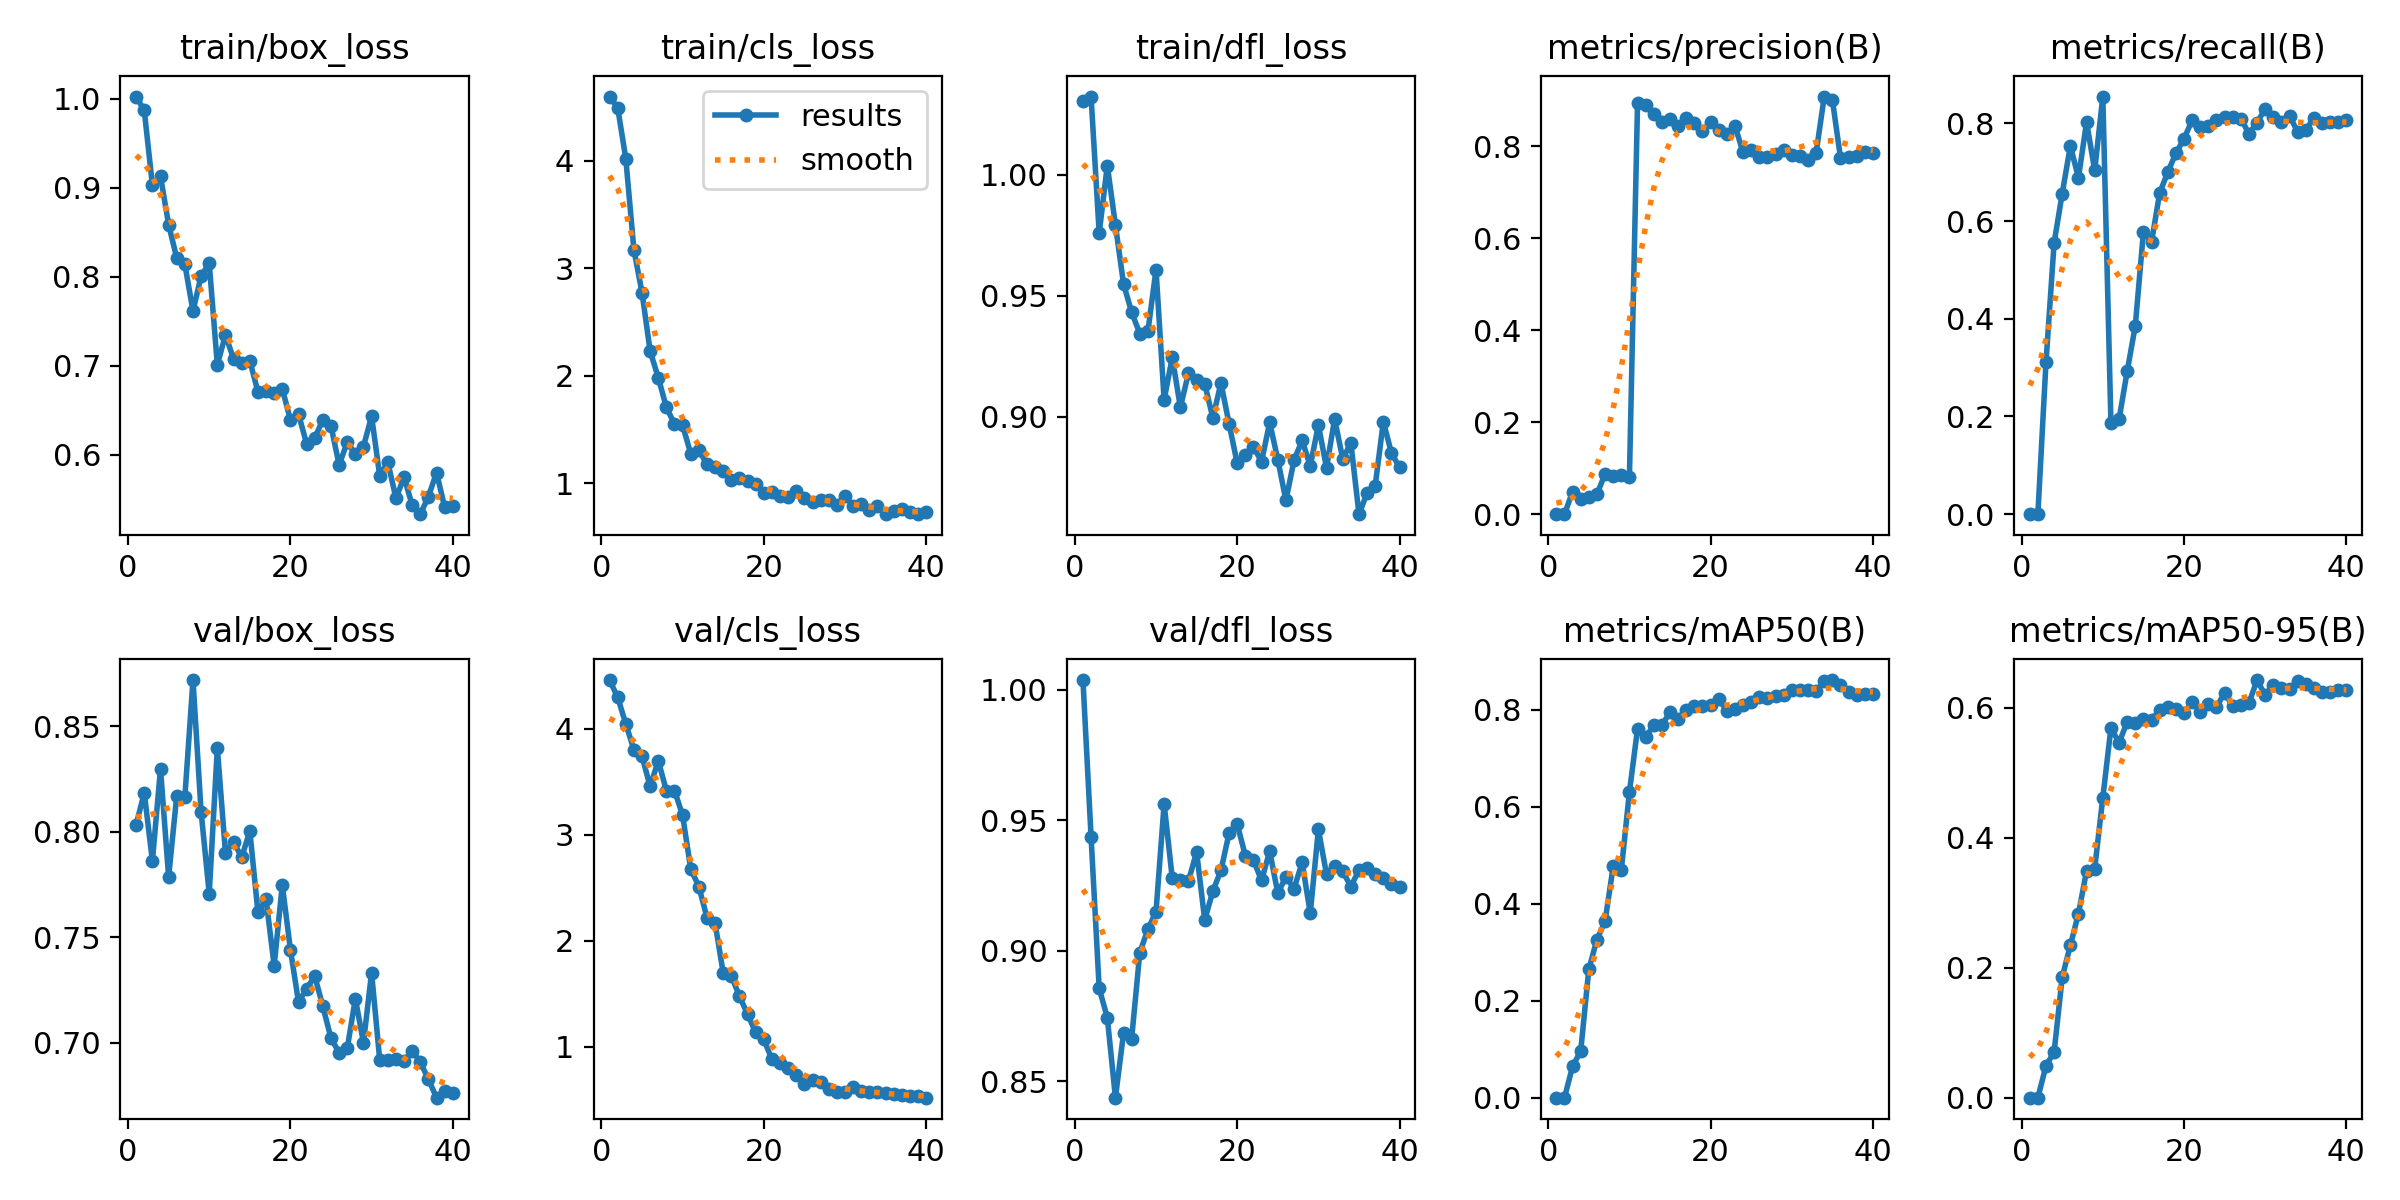 train/box_loss
1.0
0.9
0.8
0.7
0.6
0 20 40
train/cls_loss
results
smooth
4
3
2
1
0 20 40
train/dfl_loss
1.00
0.95
0.90
0 20 40
metrics/precision(B)
0.8
0.6
0.4
0.2
0.0
0 20 40
metrics/recall(B)
0.8
0.6
0.4
0.2
0.0
0 20 40
val/box_loss
0.85
0.80
0.75
0.70
0 20 40
val/cls_loss
4
3
2
1
0 20 40
val/dfl_loss
1.00
0.95
0.90
0.85
0 20 40
metrics/mAP50(B)
0.8
0.6
0.4
0.2
0.0
0 20 40
metrics/mAP50-95(B)
0.6
0.4
0.2
0.0
0 20 40